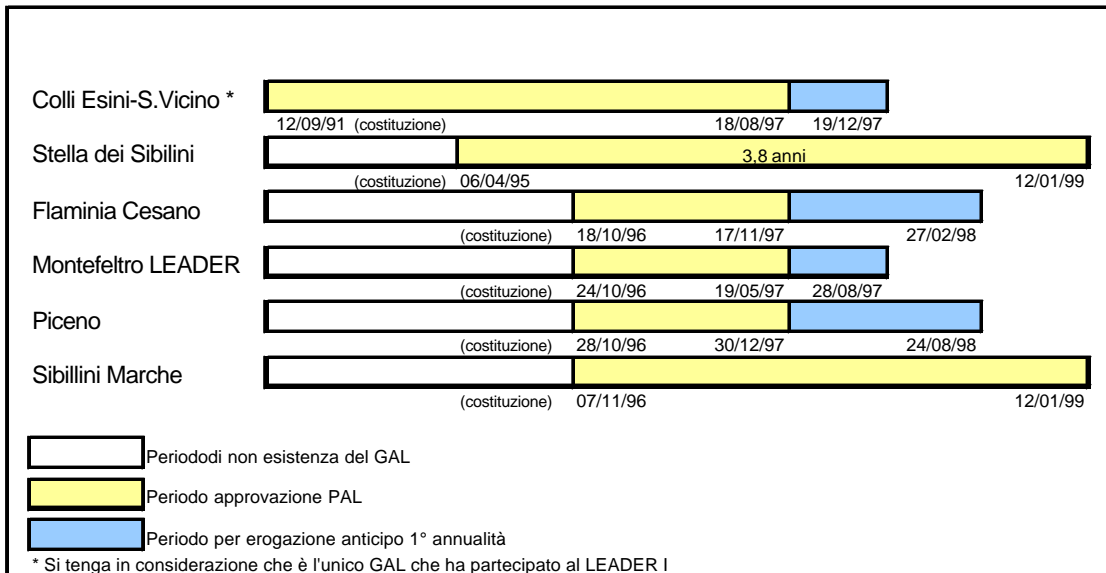 Colli Esini-S.Vicino *
12/09/91 (costituzione) 18/08/97 19/12/97
Stella dei Sibilini 3,8 anni
(costituzione) 06/04/95 12/01/99
Flaminia Cesano
(costituzione) 18/10/96 17/11/97 27/02/98
Montefeltro LEADER
(costituzione) 24/10/96 19/05/97 28/08/97
Piceno
(costituzione) 28/10/96 30/12/97 24/08/98
Sibillini Marche
(costituzione) 07/11/96 12/01/99
Periododi non esistenza del GAL
Periodo approvazione PAL
Periodo per erogazione anticipo 1° annualità
* Si tenga in considerazione che è l'unico GAL che ha partecipato al LEADER I